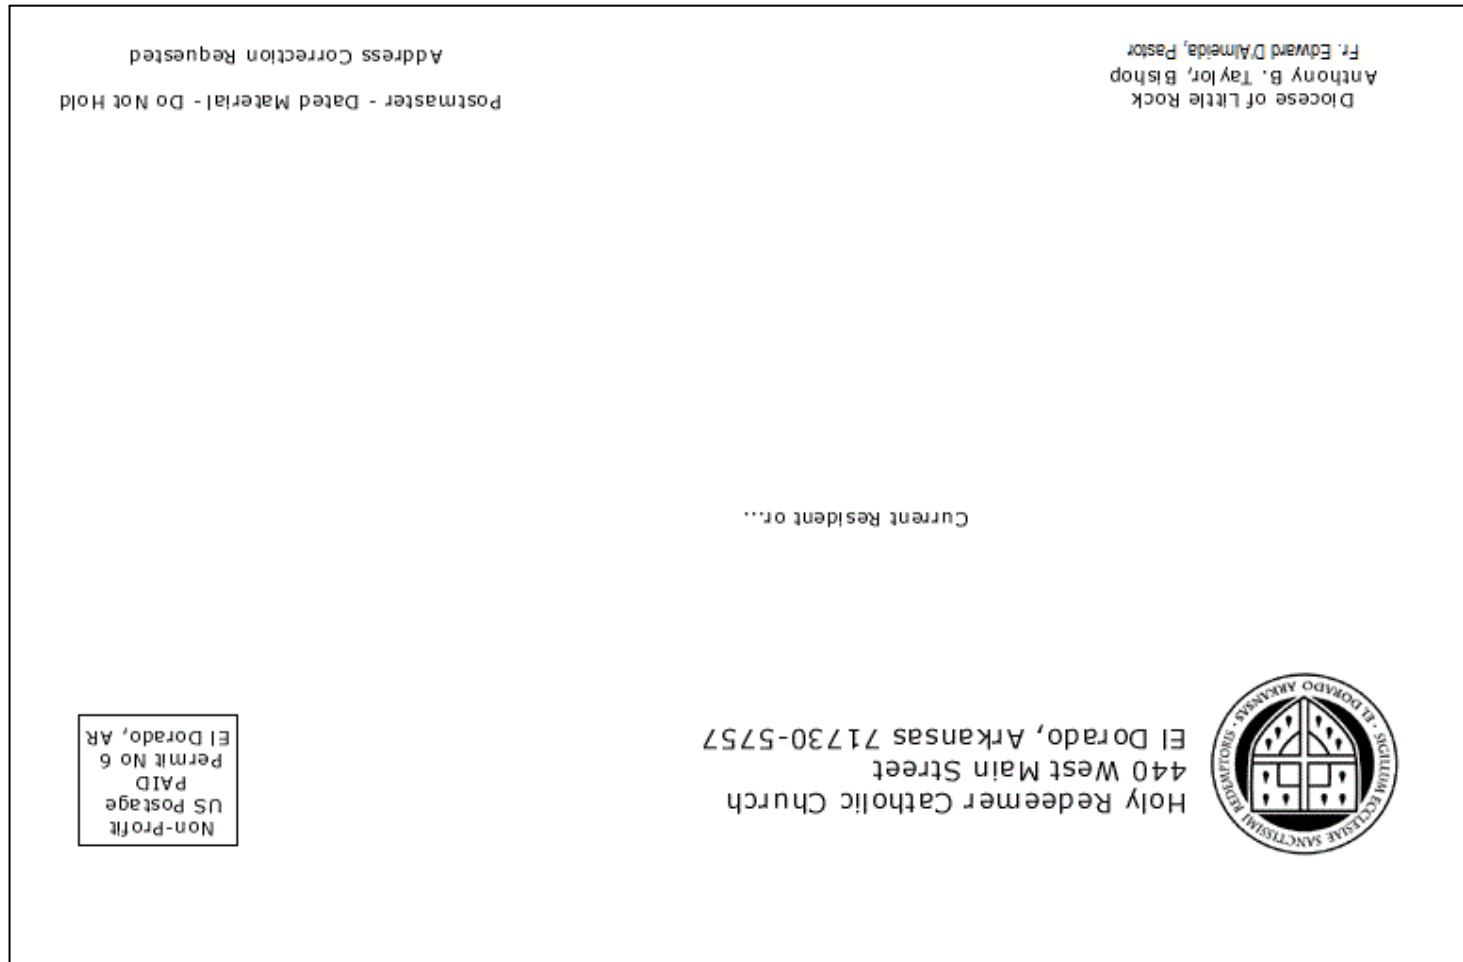 Holy Redeemer Catholic Church
440 West Main Street
El Dorado, Arkansas 71730-5757
SIGILLUM ECCLESIAE SANCTISSIMI REDEMPTORIS · EL DORADO ARKANSAS ·
Non-Profit
US Postage
PAID
Permit No 6
El Dorado, AR
Current Resident or...
Diocese of Little Rock
Anthony B. Taylor, Bishop
Fr. Edward D'Almeida, Pastor
Postmaster - Dated Material - Do Not Hold
Address Correction Requested